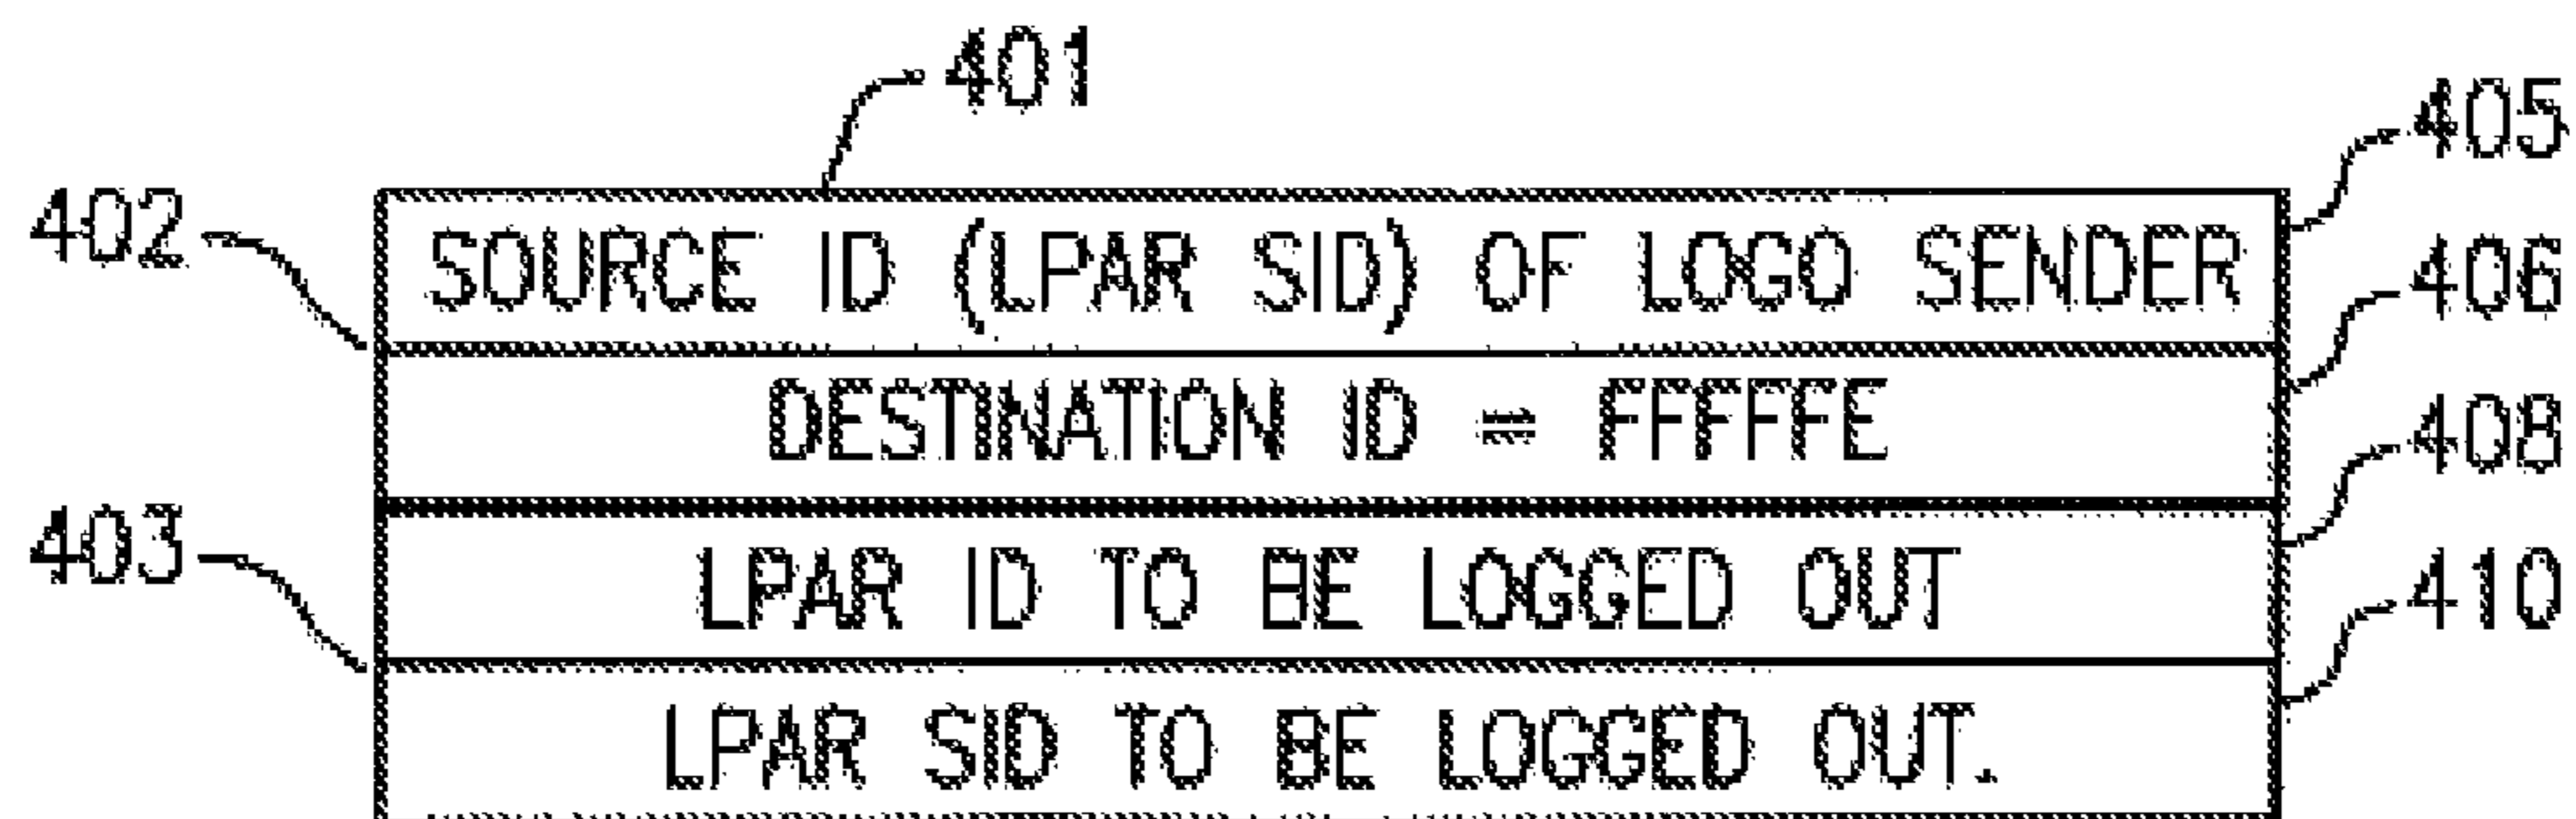 401
405
402
SOURCE ID (LPAR SID) OF LOGO SENDER
406
DESTINATION ID = FFFFFE
408
403
LPAR ID TO BE LOGGED OUT
410
LPAR SID TO BE LOGGED OUT.